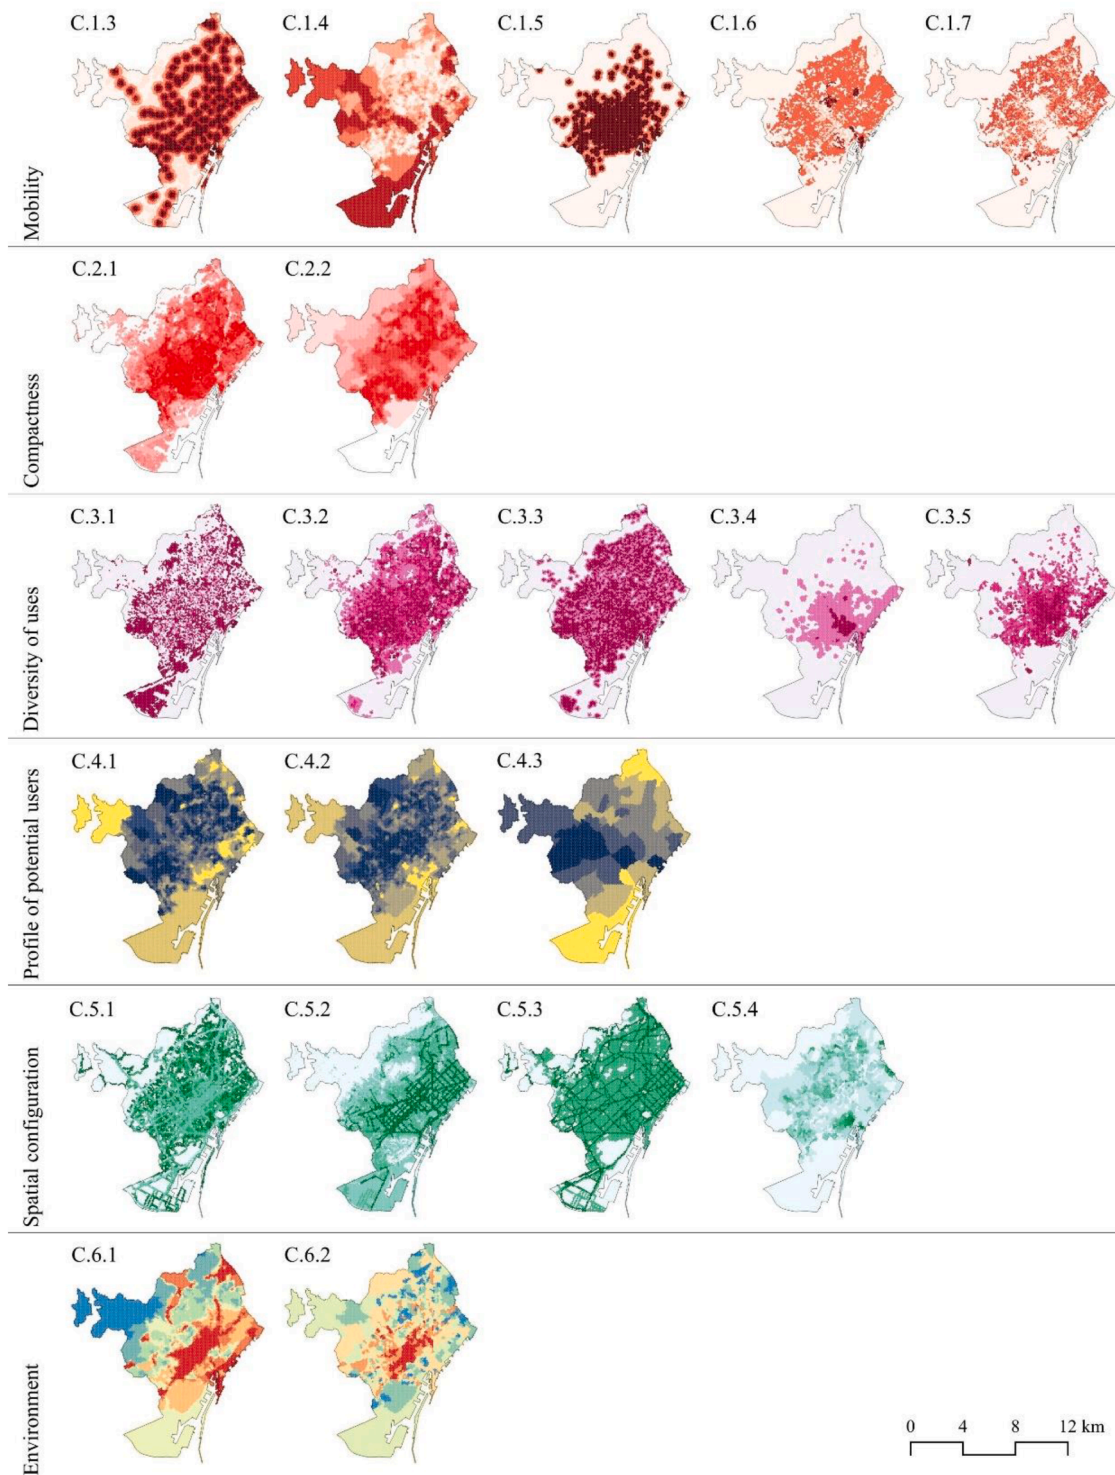 C.1.3 C.1.4 C.1.5 C.1.6 C.1.7
Mobility
C.2.1 C.2.2
Compactness
C.3.1 C.3.2 C.3.3 C.3.4 C.3.5
Diversity of uses
C.4.1 C.4.2 C.4.3
Profile of potential users
C.5.1 C.5.2 C.5.3 C.5.4
Spatial configuration
C.6.1 C.6.2
Environment
0 4 8 12 km